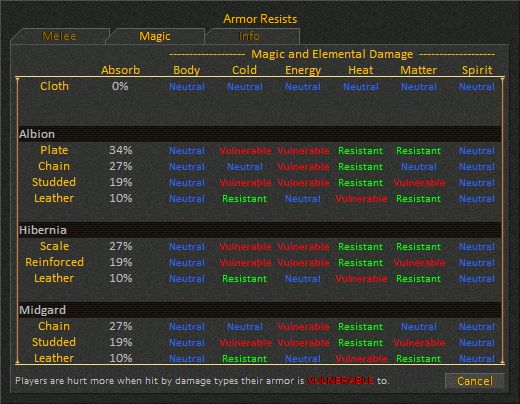 Armor Resists
Melee Magic Info
Magic and Elemental Damage
Absorb Body Cold Energy Heat Matter Spirit
Cloth 0% Neutral Neutral Neutral Neutral Neutral Neutral
Albion
Plate 34% Neutral Vulnerable Vulnerable Resistant Resistant Neutral
Chain 27% Neutral Neutral Vulnerable Resistant Neutral Neutral
Studded 19% Neutral Vulnerable Vulnerable Resistant Vulnerable Neutral
Leather 10% Neutral Resistant Neutral Vulnerable Resistant Neutral
Hibernia
Scale 27% Neutral Vulnerable Vulnerable Resistant Resistant Neutral
Reinforced 19% Neutral Vulnerable Vulnerable Resistant Vulnerable Neutral
Leather 10% Neutral Resistant Neutral Vulnerable Resistant Neutral
Midgard
Chain 27% Neutral Neutral Vulnerable Resistant Neutral Neutral
Studded 19% Neutral Vulnerable Vulnerable Resistant Vulnerable Neutral
Leather 10% Neutral Resistant Neutral Vulnerable Resistant Neutral
Players are hurt more when hit by damage types their armor is VULNERABLE to. Cancel